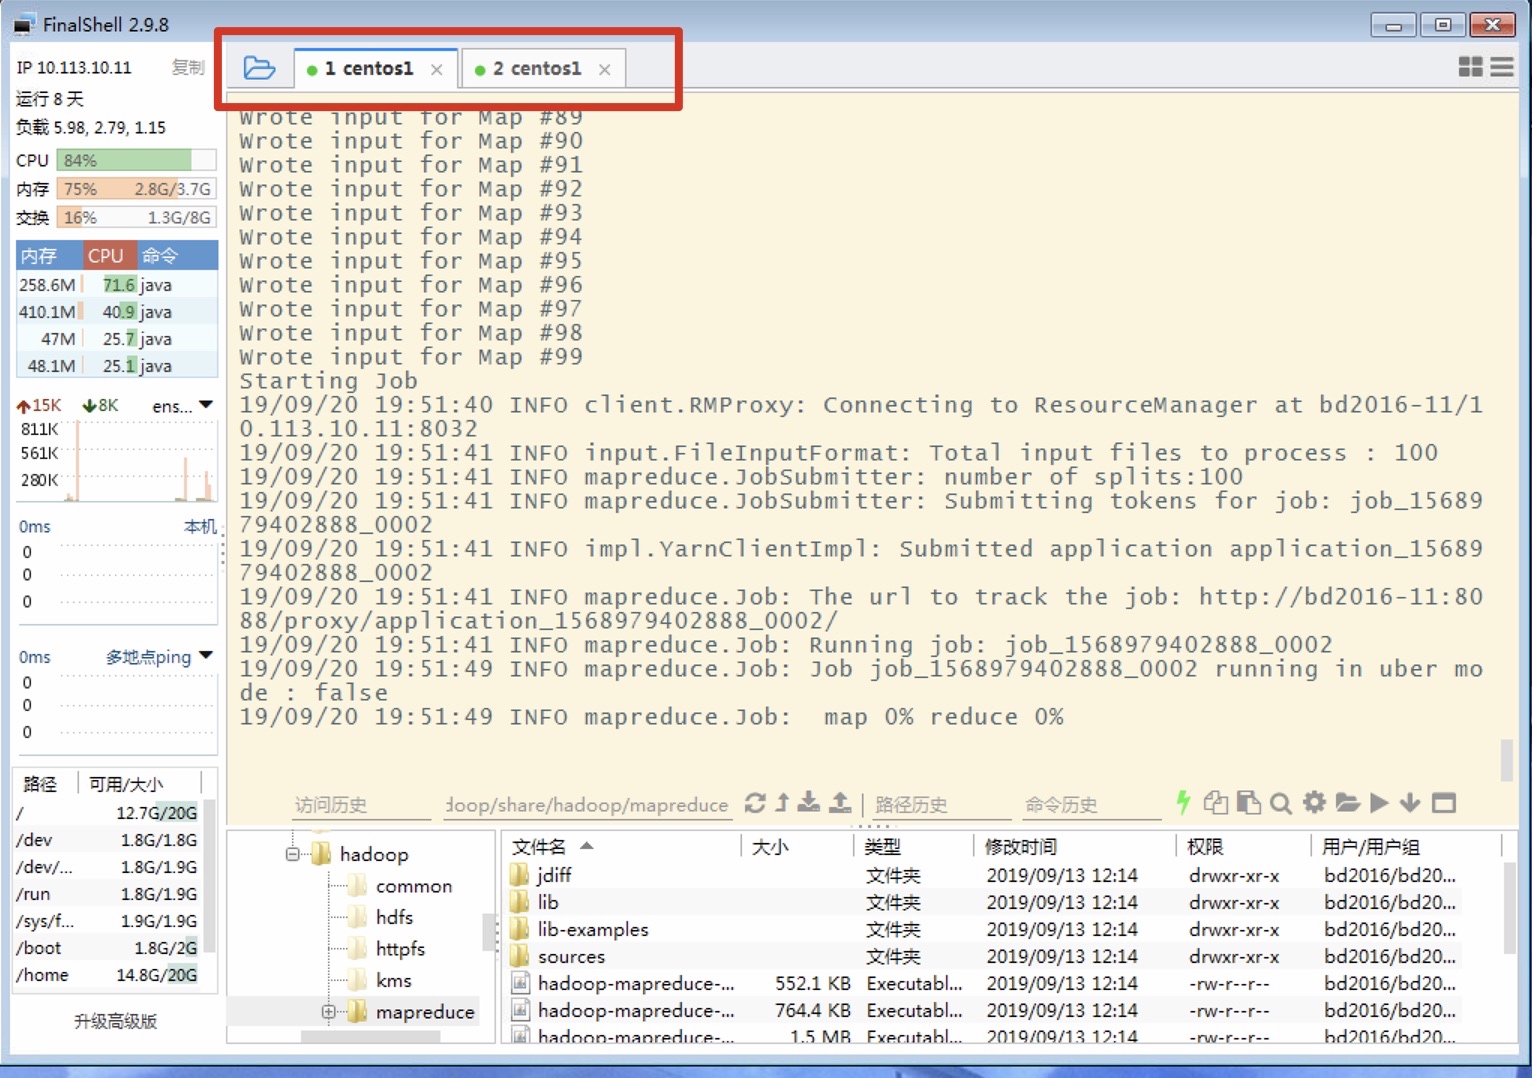 FinalShell 2.9.8
IP 10.113.10.11 复制
运行 8 天
负载 5.98, 2.79, 1.15
CPU 84%
内存 75% 2.8G/3.7G
交换 16% 1.3G/8G
内存 CPU 命令
258.6M 71.6 java
410.1M 40.9 java
47M 25.7 java
48.1M 25.1 java
15K 8K ens...
811K
561K
280K
0ms 本机
0
0
0
0ms 多地点ping
0
0
0
路径 可用/大小
/ 12.7G/20G
/dev 1.8G/1.8G
/dev/... 1.8G/1.9G
/run 1.8G/1.9G
/sys/f... 1.9G/1.9G
/boot 1.8G/2G
/home 14.8G/20G
升级高级版
1 centos1 2 centos1
Wrote input for Map #89
Wrote input for Map #90
Wrote input for Map #91
Wrote input for Map #92
Wrote input for Map #93
Wrote input for Map #94
Wrote input for Map #95
Wrote input for Map #96
Wrote input for Map #97
Wrote input for Map #98
Wrote input for Map #99
Starting Job
19/09/20 19:51:40 INFO client.RMProxy: Connecting to ResourceManager at bd2016-11/1
0.113.10.11:8032
19/09/20 19:51:41 INFO input.FileInputFormat: Total input files to process : 100
19/09/20 19:51:41 INFO mapreduce.JobSubmitter: number of splits:100
19/09/20 19:51:41 INFO mapreduce.JobSubmitter: Submitting tokens for job: job_15689
79402888_0002
19/09/20 19:51:41 INFO impl.YarnClientImpl: Submitted application application_15689
79402888_0002
19/09/20 19:51:41 INFO mapreduce.Job: The url to track the job: http://bd2016-11:80
88/proxy/application_1568979402888_0002/
19/09/20 19:51:41 INFO mapreduce.Job: Running job: job_1568979402888_0002
19/09/20 19:51:49 INFO mapreduce.Job: Job job_1568979402888_0002 running in uber mo
de : false
19/09/20 19:51:49 INFO mapreduce.Job:  map 0% reduce 0%
访问历史 doop/share/hadoop/mapreduce 路径历史 命令历史
hadoop
common
hdfs
httpfs
kms
mapreduce
文件名 大小 类型 修改时间 权限 用户/用户组
jdiff 文件夹 2019/09/13 12:14 drwxr-xr-x bd2016/bd20...
lib 文件夹 2019/09/13 12:14 drwxr-xr-x bd2016/bd20...
lib-examples 文件夹 2019/09/13 12:14 drwxr-xr-x bd2016/bd20...
sources 文件夹 2019/09/13 12:14 drwxr-xr-x bd2016/bd20...
hadoop-mapreduce-... 552.1 KB Executabl... 2019/09/13 12:14 -rw-r--r-- bd2016/bd20...
hadoop-mapreduce-... 764.4 KB Executabl... 2019/09/13 12:14 -rw-r--r-- bd2016/bd20...
hadoop-mapreduce-... 1.5 MB Executabl... 2019/09/13 12:14 -rw-r--r-- bd2016/bd20...